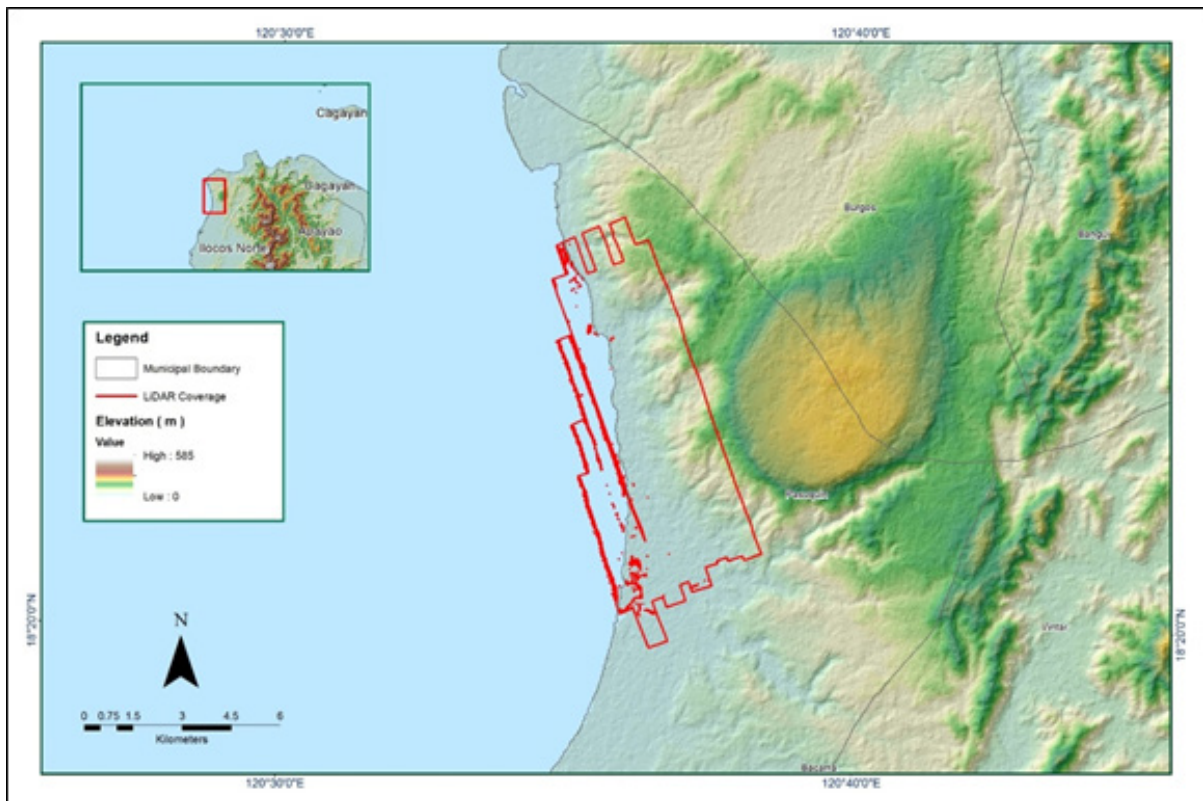 120°30'0"E
120°40'0"E
Cagayan
Cagayan
Apayao
Ilocos Norte
Legend
Municipal Boundary
LiDAR Coverage
Elevation ( m )
Value
High : 585
Low : 0
Burgos
Bangui
Pasuquin
Vintar
Bacarra
18°20'0"N
18°20'0"N
N
0 0.75 1.5 3 4.5 6
Kilometers
120°30'0"E
120°40'0"E